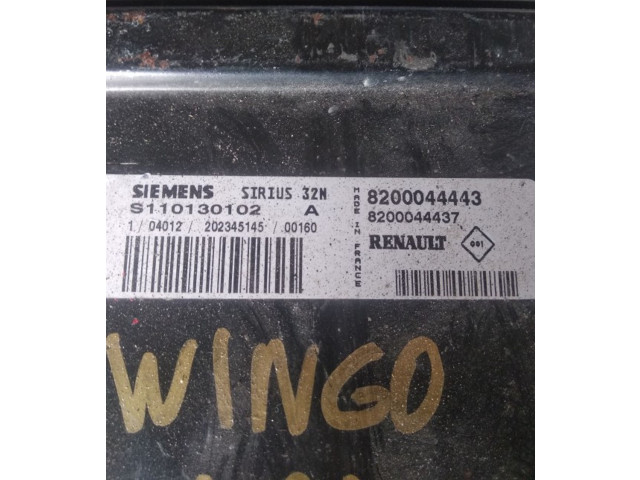 SIEMENS SIRIUS 32N
S110130102 A
1/ 04012 / 202345145 / 00160
MADE IN FRANCE
8200044443
8200044437
RENAULT 001
WINGO